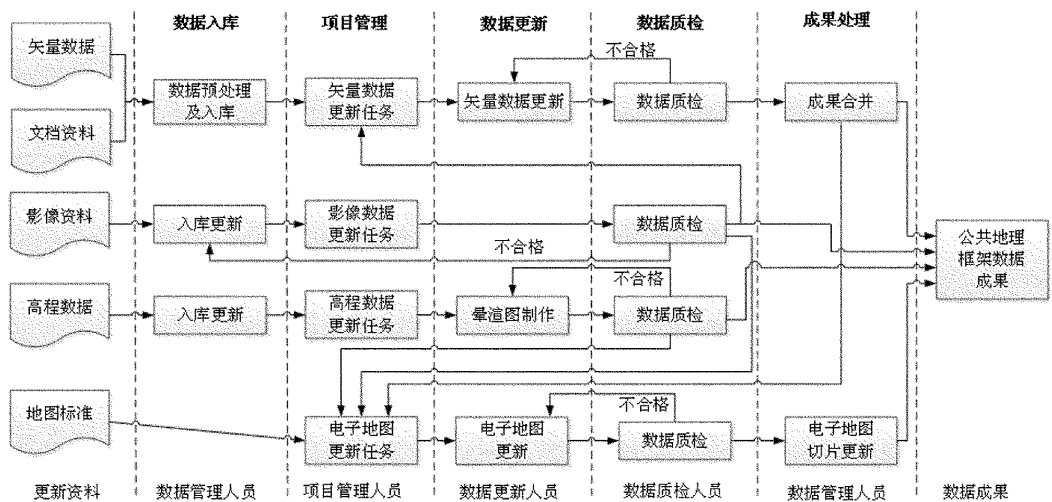 数据入库 项目管理 数据更新 数据质检 成果处理
不合格
矢量数据
数据预处理
及入库
矢量数据
更新任务
矢量数据更新
数据质检
成果合并
文档资料
影像资料
入库更新
影像数据
更新任务
数据质检
不合格
公共地理
框架数据
成果
不合格
高程数据
入库更新
高程数据
更新任务
晕渲图制作
数据质检
不合格
地图标准
电子地图
更新任务
电子地图
更新
数据质检
电子地图
切片更新
更新资料 数据管理人员 项目管理人员 数据更新人员 数据质检人员 数据管理人员 数据成果